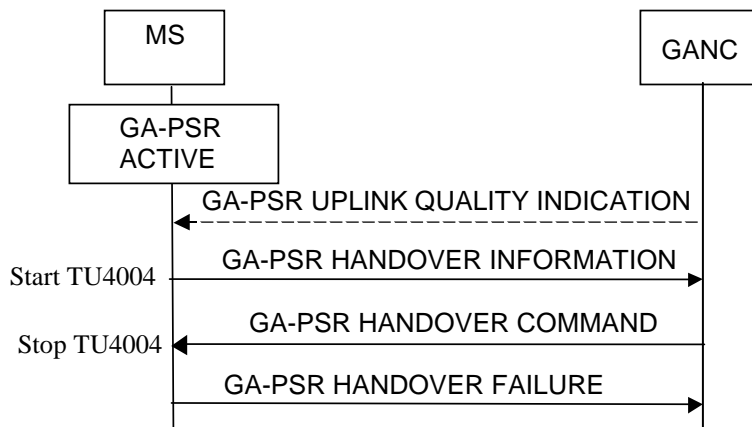 MS
GANC
GA-PSR
ACTIVE
GA-PSR UPLINK QUALITY INDICATION
Start TU4004
GA-PSR HANDOVER INFORMATION
GA-PSR HANDOVER COMMAND
Stop TU4004
GA-PSR HANDOVER FAILURE